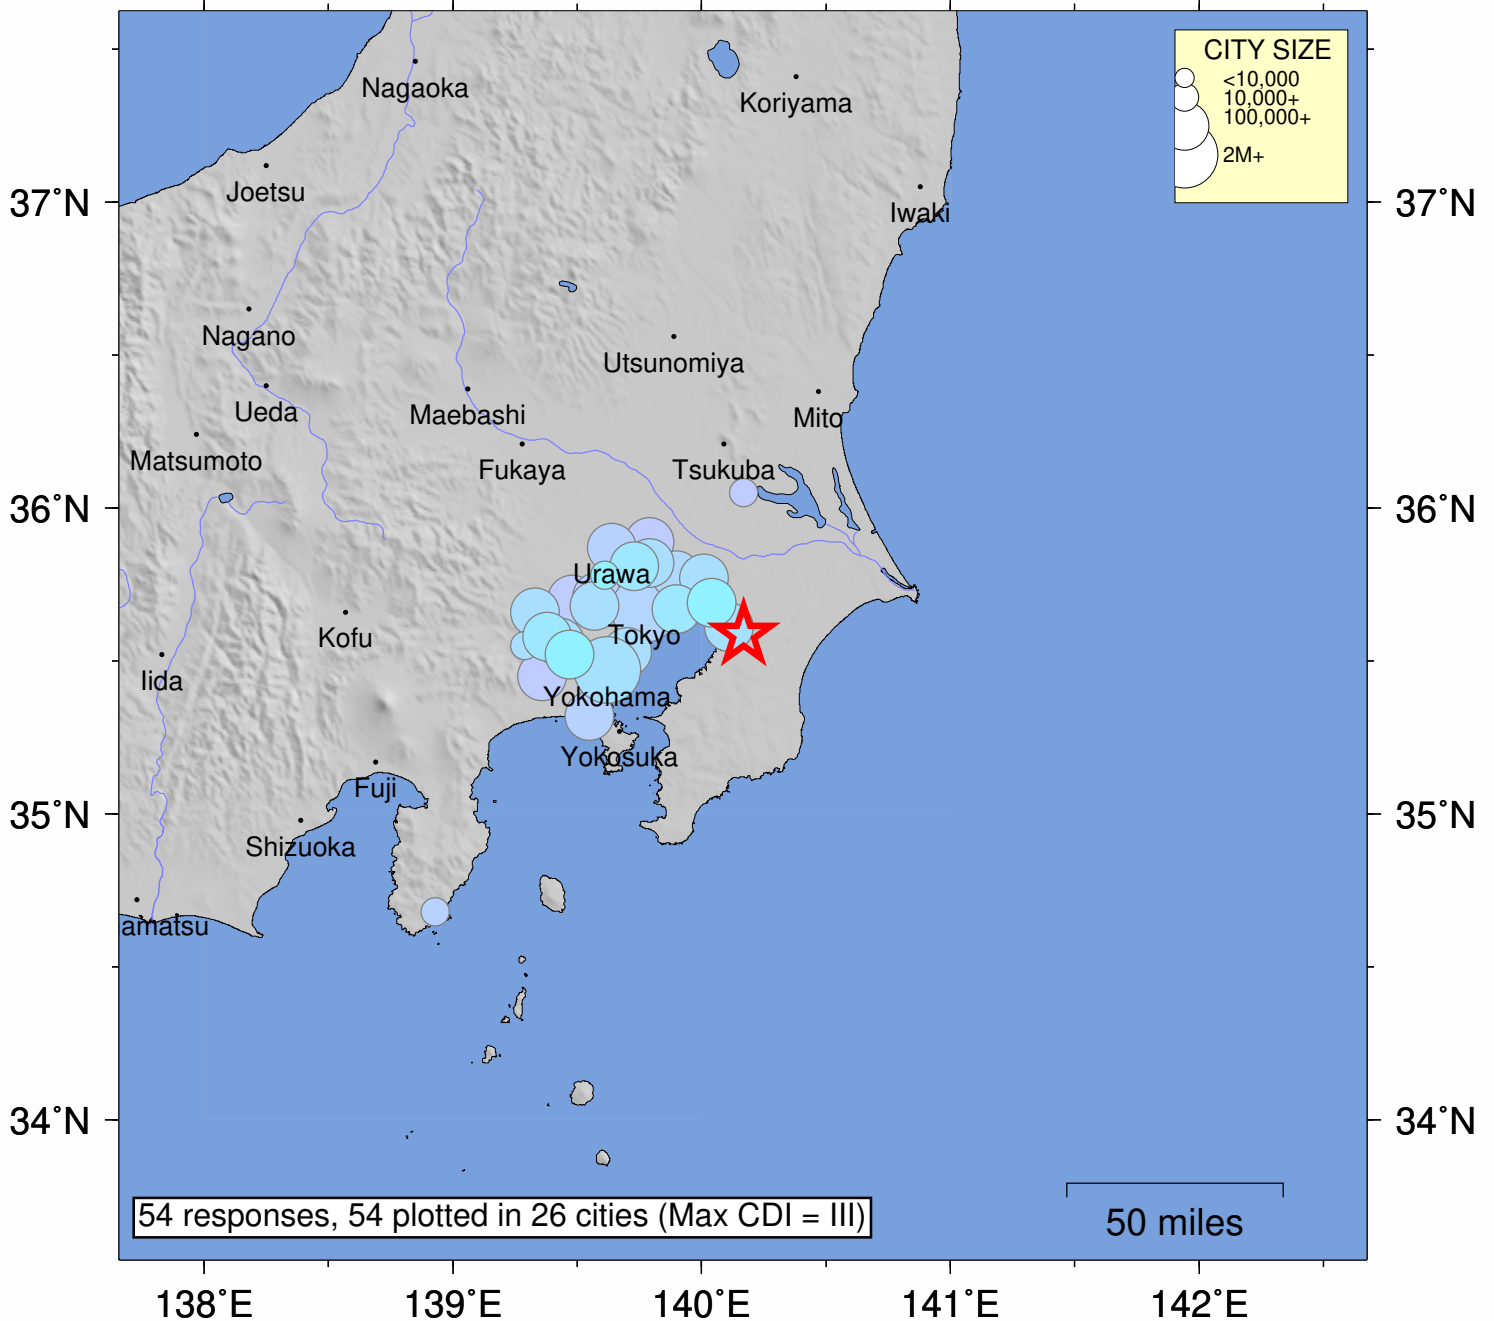 CITY SIZE
<10,000
10,000+
100,000+
2M+
Nagaoka
Koriyama
Joetsu
37°N
37°N
Iwaki
Nagano
Utsunomiya
Ueda
Maebashi
Mito
Matsumoto
Fukaya
Tsukuba
36°N
36°N
Urawa
Kofu
Tokyo
Iida
Yokohama
Yokosuka
Fuji
35°N
35°N
Shizuoka
amatsu
34°N
34°N
54 responses, 54 plotted in 26 cities (Max CDI = III)
50 miles
138°E
139°E
140°E
141°E
142°E